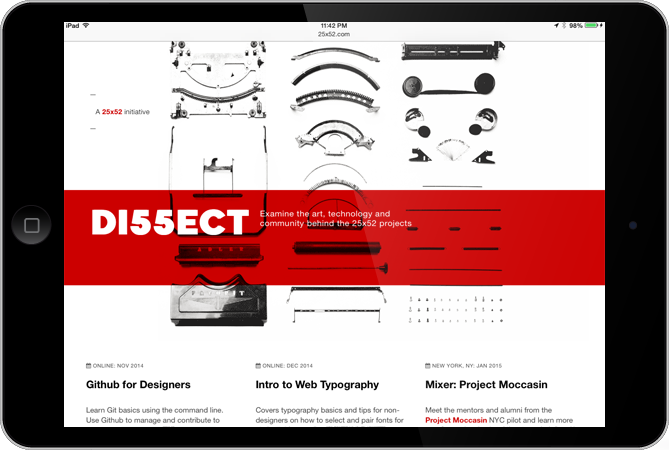 iPad
11:42 PM
98%
25x52.com
A 25x52 initiative
DI55ECT
Examine the art, technology and
community behind the 25x52 projects
ONLINE: NOV 2014
Github for Designers
Learn Git basics using the command line.
Use Github to manage and contribute to
ONLINE: DEC 2014
Intro to Web Typography
Covers typography basics and tips for non-
designers on how to select and pair fonts for
NEW YORK, NY: JAN 2015
Mixer: Project Moccasin
Meet the mentors and alumni from the
Project Moccasin NYC pilot and learn more